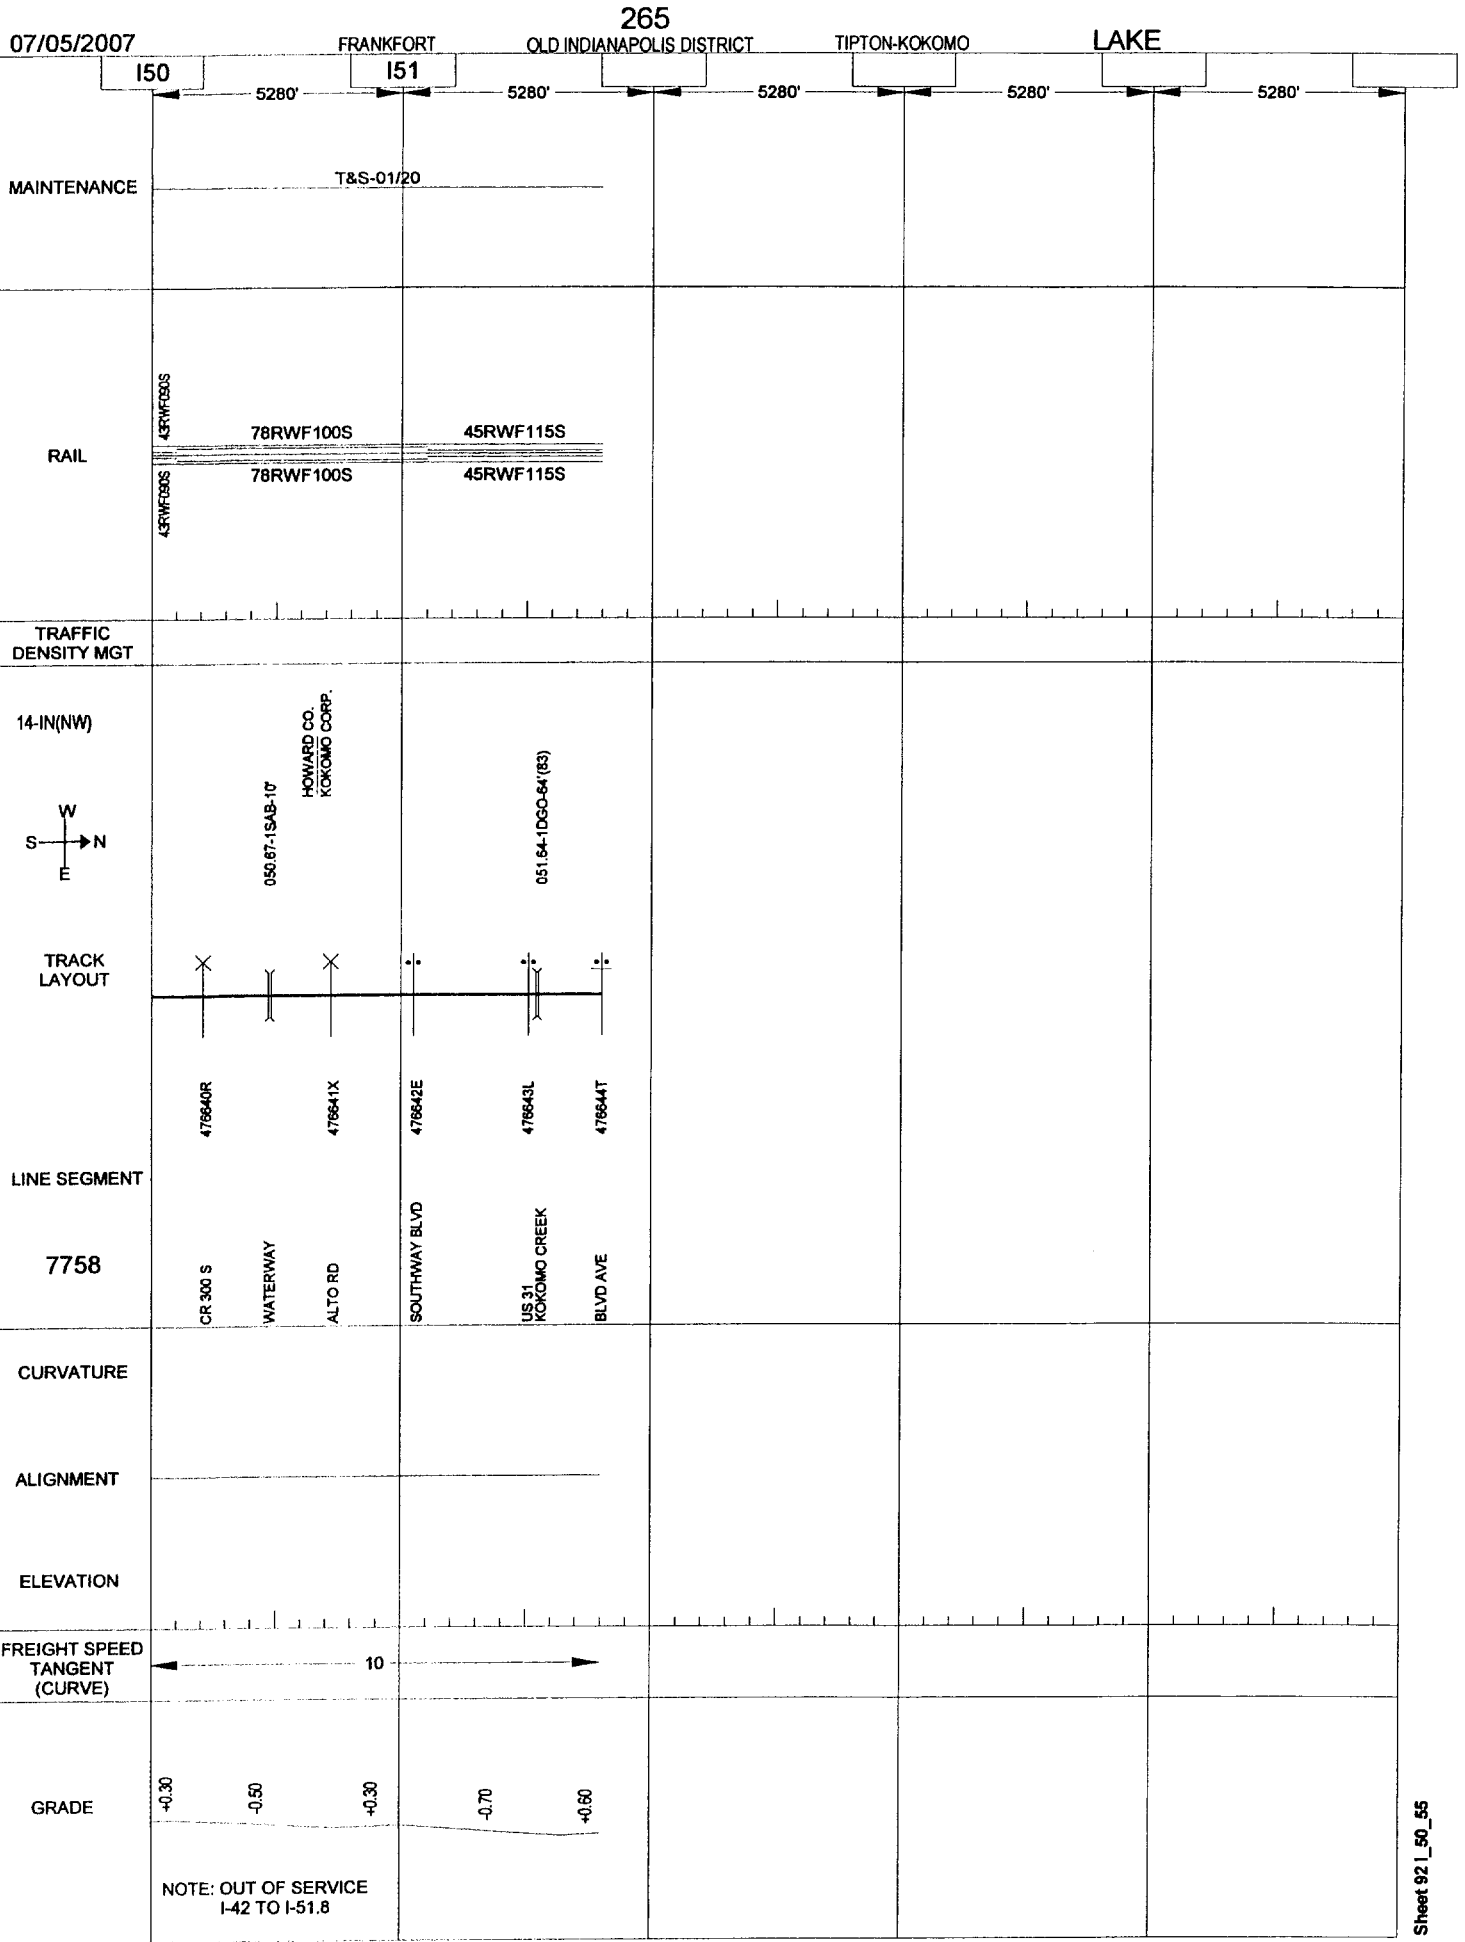 265
07/05/2007
FRANKFORT
OLD INDIANAPOLIS DISTRICT
TIPTON-KOKOMO
LAKE
I50
I51
5280'
5280'
5280'
5280'
5280'
MAINTENANCE
T&S-01/20
RAIL
43RWF090S
78RWF100S
45RWF115S
43RWF090S
78RWF100S
45RWF115S
TRAFFIC
DENSITY MGT
14-IN(NW)
W
S
N
E
050.67-1SAB-10'
HOWARD CO.
KOKOMO CORP.
051.64-1DGO-64'(83)
TRACK
LAYOUT
476640R
476641X
476642E
476643L
476644T
LINE SEGMENT
7758
CR 300 S
WATERWAY
ALTO RD
SOUTHWAY BLVD
US 31
KOKOMO CREEK
BLVD AVE
CURVATURE
ALIGNMENT
ELEVATION
FREIGHT SPEED
TANGENT
(CURVE)
10
GRADE
+0.30
-0.50
+0.30
-0.70
+0.60
NOTE: OUT OF SERVICE
I-42 TO I-51.8
Sheet 92 I_50_55